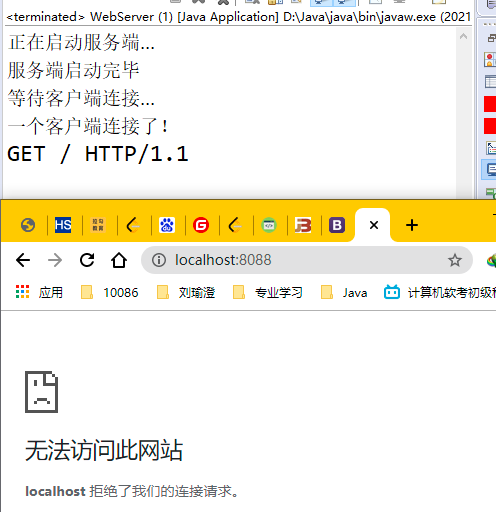 <terminated> WebServer (1) [Java Application] D:\Java\java\bin\javaw.exe (2021
正在启动服务端...
服务端启动完毕
等待客户端连接...
一个客户端连接了！
GET / HTTP/1.1
HS
localhost:8088
应用 10086 刘瑜澄 专业学习 Java 计算机软考初级程
无法访问此网站
localhost 拒绝了我们的连接请求。